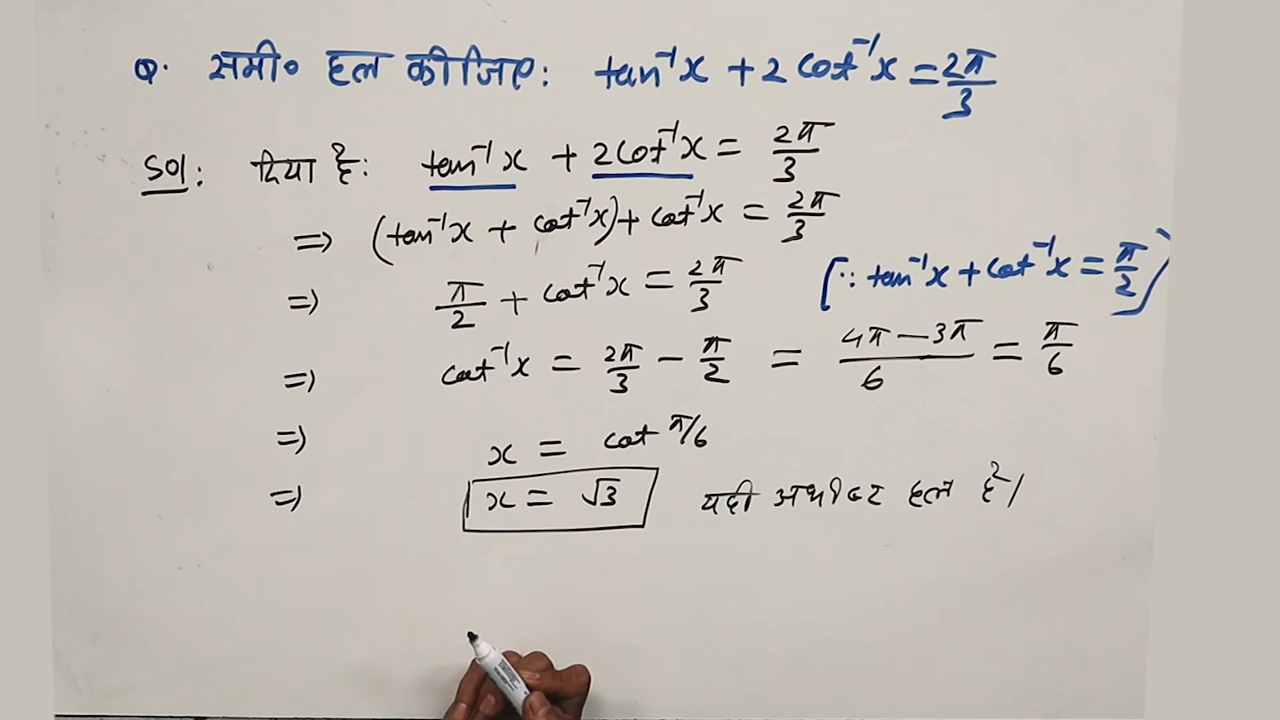 Q. समी० हल कीजिए: tan⁻¹x + 2 cot⁻¹x = 2π/3
Sol: दिया है: tan⁻¹x + 2cot⁻¹x = 2π/3
⇒ (tan⁻¹x + cot⁻¹x) + cot⁻¹x = 2π/3
⇒ π/2 + cot⁻¹x = 2π/3 [∵ tan⁻¹x + cot⁻¹x = π/2]
⇒ cot⁻¹x = 2π/3 − π/2 = (4π − 3π)/6 = π/6
⇒ x = cot π/6
⇒ x = √3 यही अभीष्ट हल है।